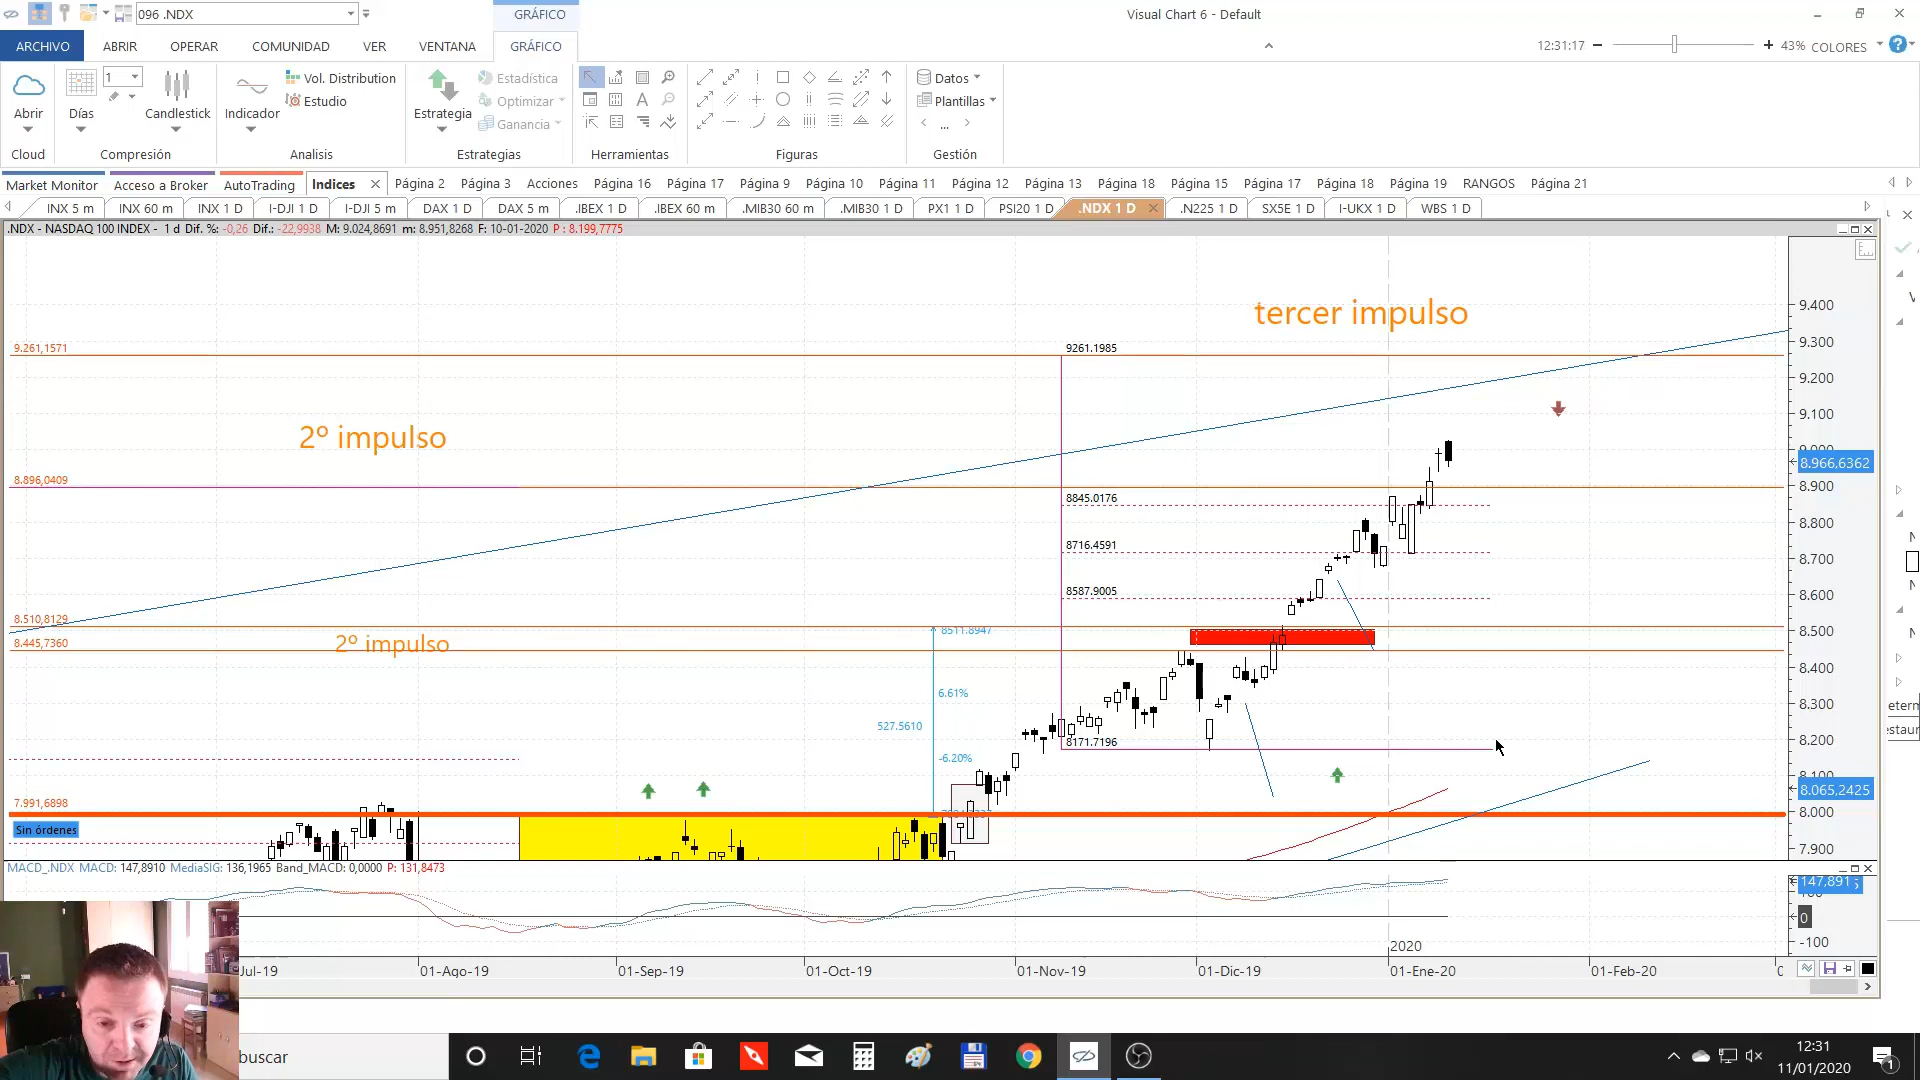 096 .NDX
GRÁFICO
Visual Chart 6 - Default
ARCHIVO
ABRIR
OPERAR
COMUNIDAD
VER
VENTANA
GRÁFICO
12:31:17
43%
COLORES
1
Abrir
Días
Candlestick
Indicador
Vol. Distribution
Estudio
Estrategia
Estadística
Optimizar
Ganancia
Datos
Plantillas
...
Cloud
Compresión
Analisis
Estrategias
Herramientas
Figuras
Gestión
Market Monitor
Acceso a Broker
AutoTrading
Indices
Página 2
Página 3
Acciones
Página 16
Página 17
Página 9
Página 10
Página 11
Página 12
Página 13
Página 18
Página 15
Página 17
Página 18
Página 19
RANGOS
Página 21
INX 5 m
INX 60 m
INX 1 D
I-DJI 1 D
I-DJI 5 m
DAX 1 D
DAX 5 m
.IBEX 1 D
.IBEX 60 m
.MIB30 60 m
.MIB30 1 D
PX1 1 D
PSI20 1 D
.NDX 1 D
.N225 1 D
SX5E 1 D
I-UKX 1 D
WBS 1 D
.NDX - NASDAQ 100 INDEX - 1 d Dif. %: -0,26 Dif.: -22,9938 M: 9.024,8691 m: 8.951,8268 F: 10-01-2020 P : 8.199,7775
tercer impulso
9.261,1571
9261.1985
2º impulso
8.896,0409
8845.0176
8716.4591
8587.9005
8.510,8129
8511.8947
8.445,7360
2º impulso
6.61%
527.5610
8171.7196
-6.20%
7.991,6898
Sin órdenes
9.400
9.300
9.200
9.100
9.000
8.966,6362
8.900
8.800
8.700
8.600
8.500
8.400
8.300
8.200
8.100
8.065,2425
8.000
7.900
eterm
estaur
MACD_.NDX MACD: 147,8910 MediaSIG: 136,1965 Band_MACD: 0,0000 P: 131,8473
147,891
0
-100
2020
Jul-19
01-Ago-19
01-Sep-19
01-Oct-19
01-Nov-19
01-Dic-19
01-Ene-20
01-Feb-20
buscar
12:31
11/01/2020
1